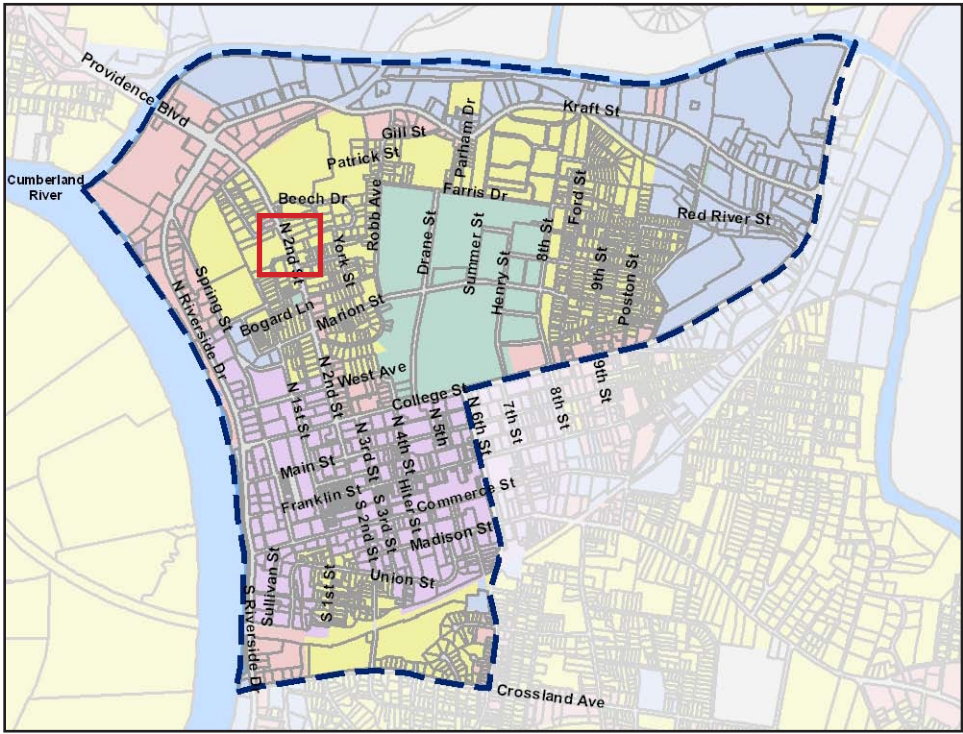 Providence Blvd
Kraft St
Parham Dr
Gill St
Patrick St
Cumberland
River
Farris Dr
Beech Dr
Robb Ave
Ford St
Red River St
N 2nd St
York St
Drane St
Summer St
Henry St
8th St
9th St
Poston St
Spring St
N Riverside Dr
Bogard Ln
Marion St
N 2nd St
West Ave
College St
N 1st St
N 3rd St
N 4th St
N 5th
N 6th St
7th St
8th St
9th St
Main St
Franklin St
Hiter St
Commerce St
S 2nd St
S 3rd St
Madison St
Union St
Sullivan St
S 1st St
S Riverside Dr
Crossland Ave